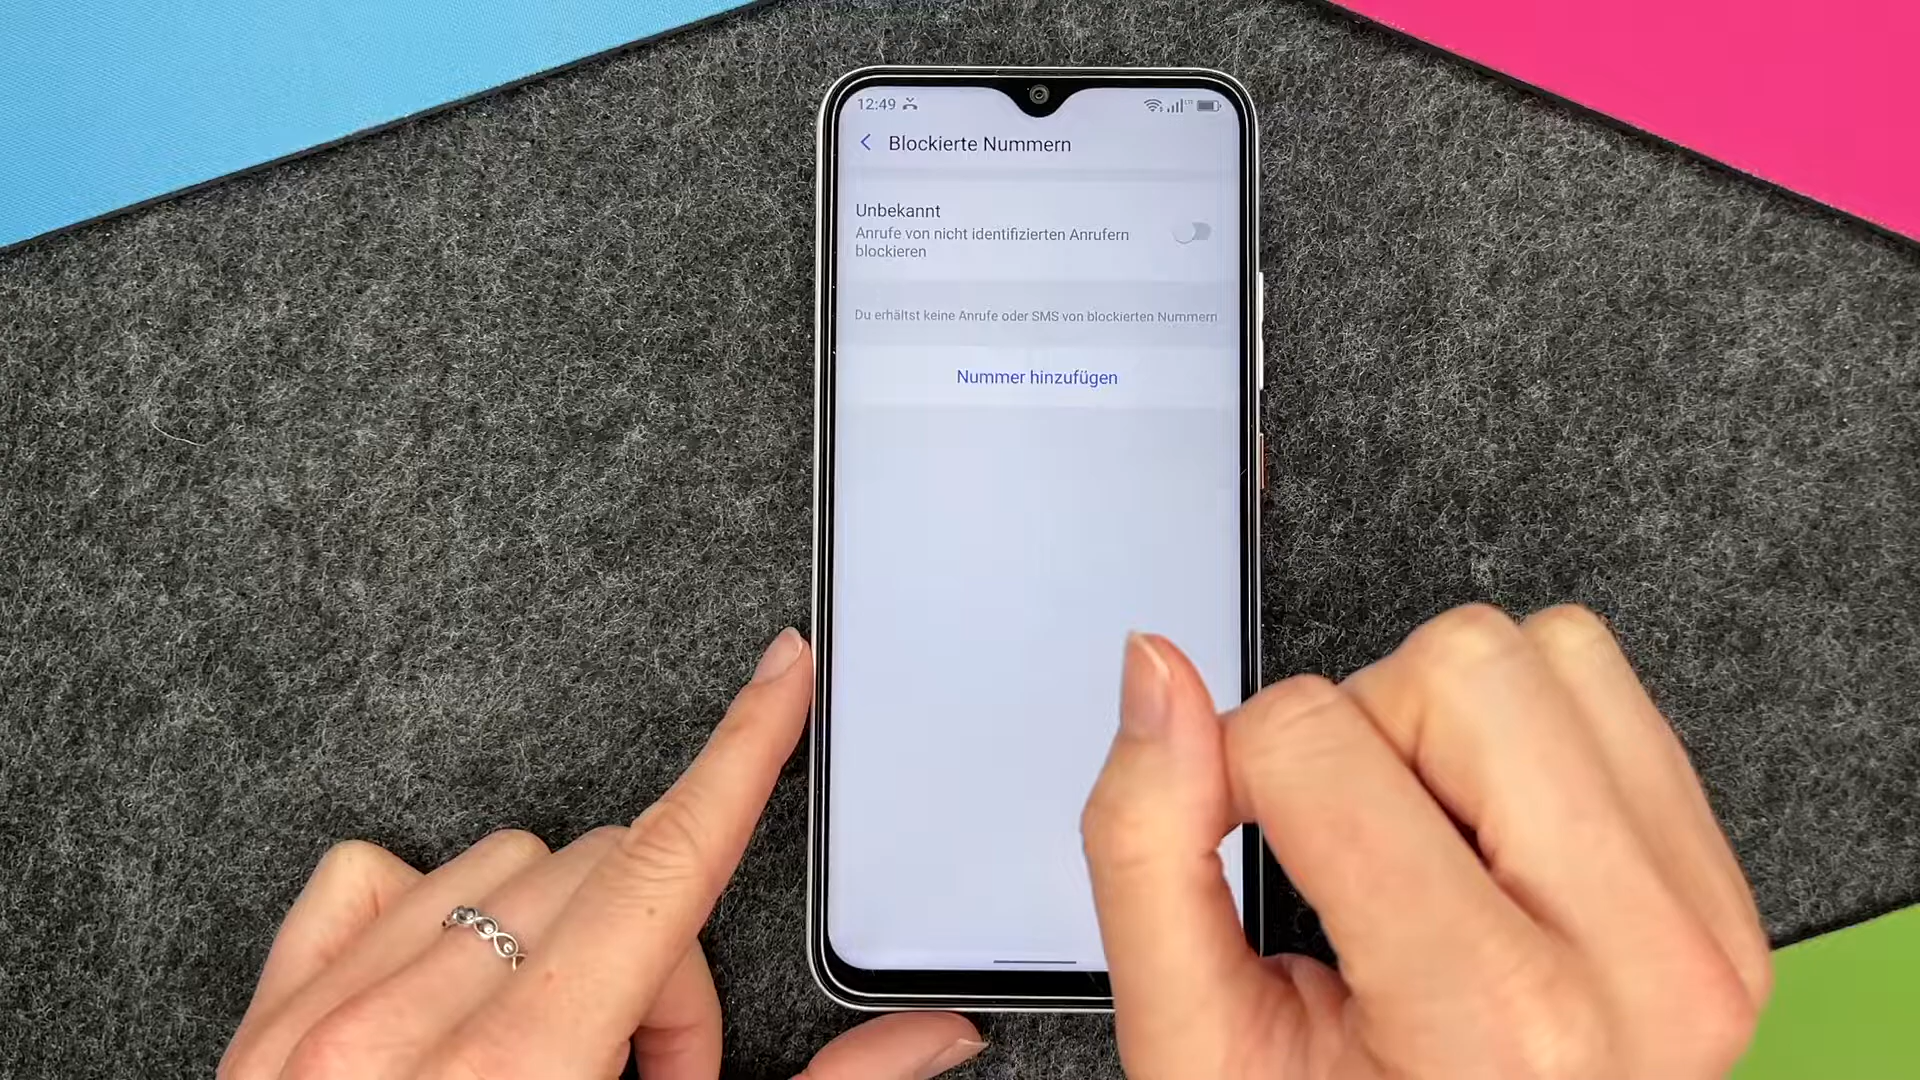 12:49
Blockierte Nummern
Unbekannt
Anrufe von nicht identifizierten Anrufern
blockieren
Du erhältst keine Anrufe oder SMS von blockierten Nummern
Nummer hinzufügen